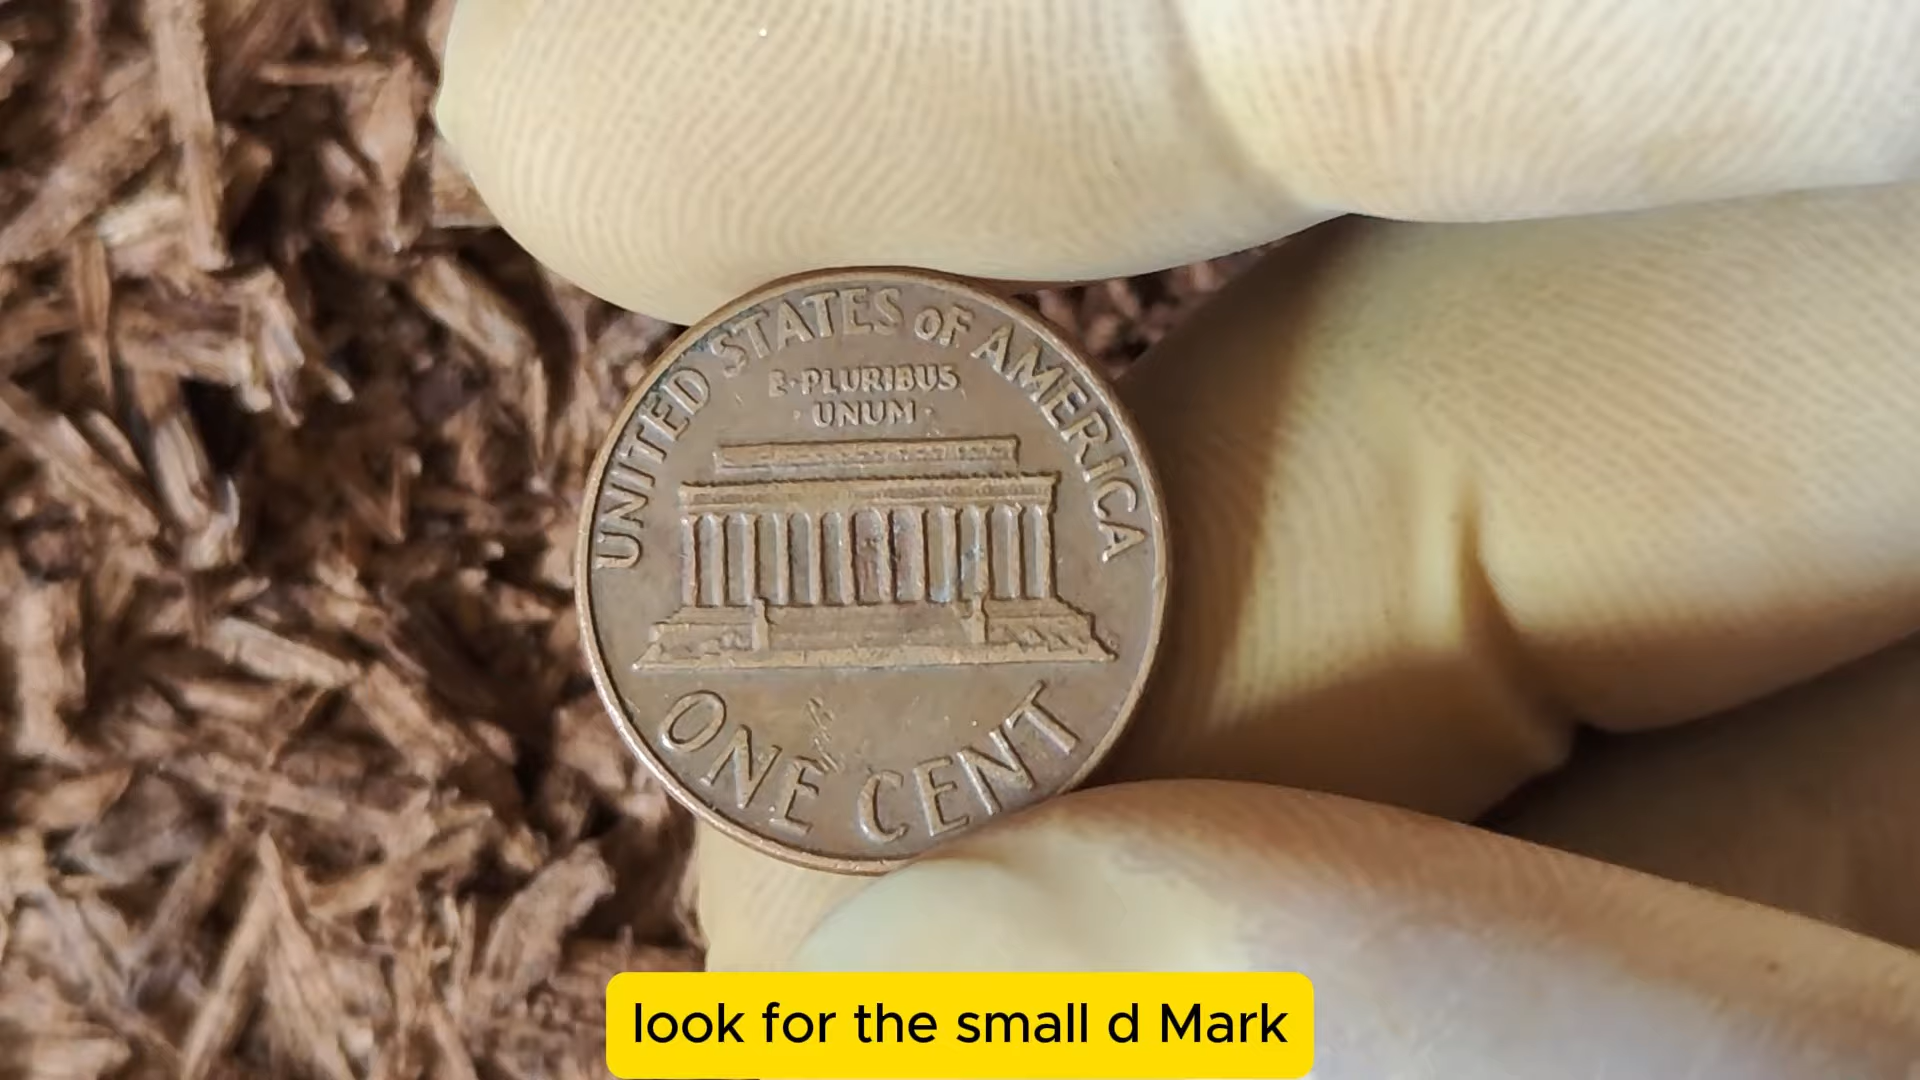 UNITED STATES OF AMERICA
E·PLURIBUS
·UNUM·
ONE CENT
look for the small d Mark